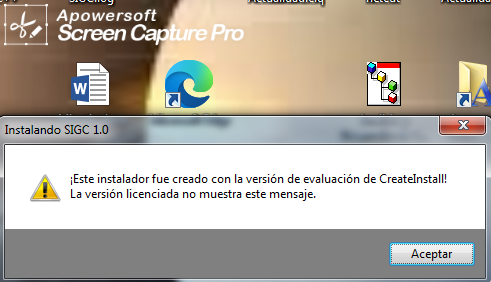 Apowersoft
Screen Capture Pro
Instalando SIGC 1.0
¡Este instalador fue creado con la versión de evaluación de CreateInstall!
La versión licenciada no muestra este mensaje.
Aceptar